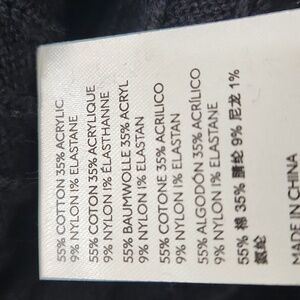 55% COTTON 35% ACRYLIC
9% NYLON 1% ELASTANE
55% COTON 35% ACRYLIQUE
9% NYLON 1% ÉLASTHANNE
55% BAUMWOLLE 35% ACRYL
9% NYLON 1% ELASTAN
55% COTONE 35% ACRILICO
9% NYLON 1% ELASTAN
55% ALGODÓN 35% ACRÍLICO
9% NYLON 1% ELASTANE
55% 棉 35% 腈纶 9% 尼龙 1%
氨纶
MADE IN CHINA